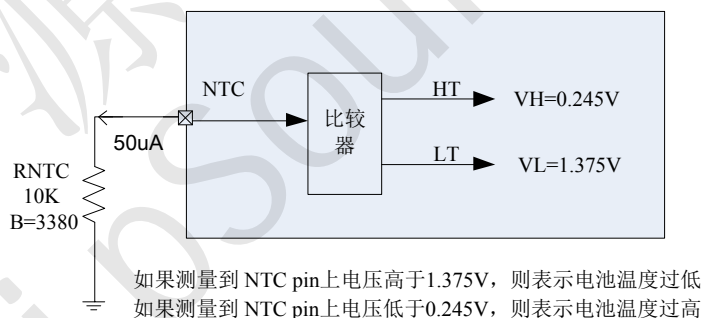 NTC
HT
VH=0.245V
比较
器
50uA
LT
VL=1.375V
RNTC
10K
B=3380
如果测量到 NTC pin上电压高于1.375V，则表示电池温度过低
如果测量到 NTC pin上电压低于0.245V，则表示电池温度过高